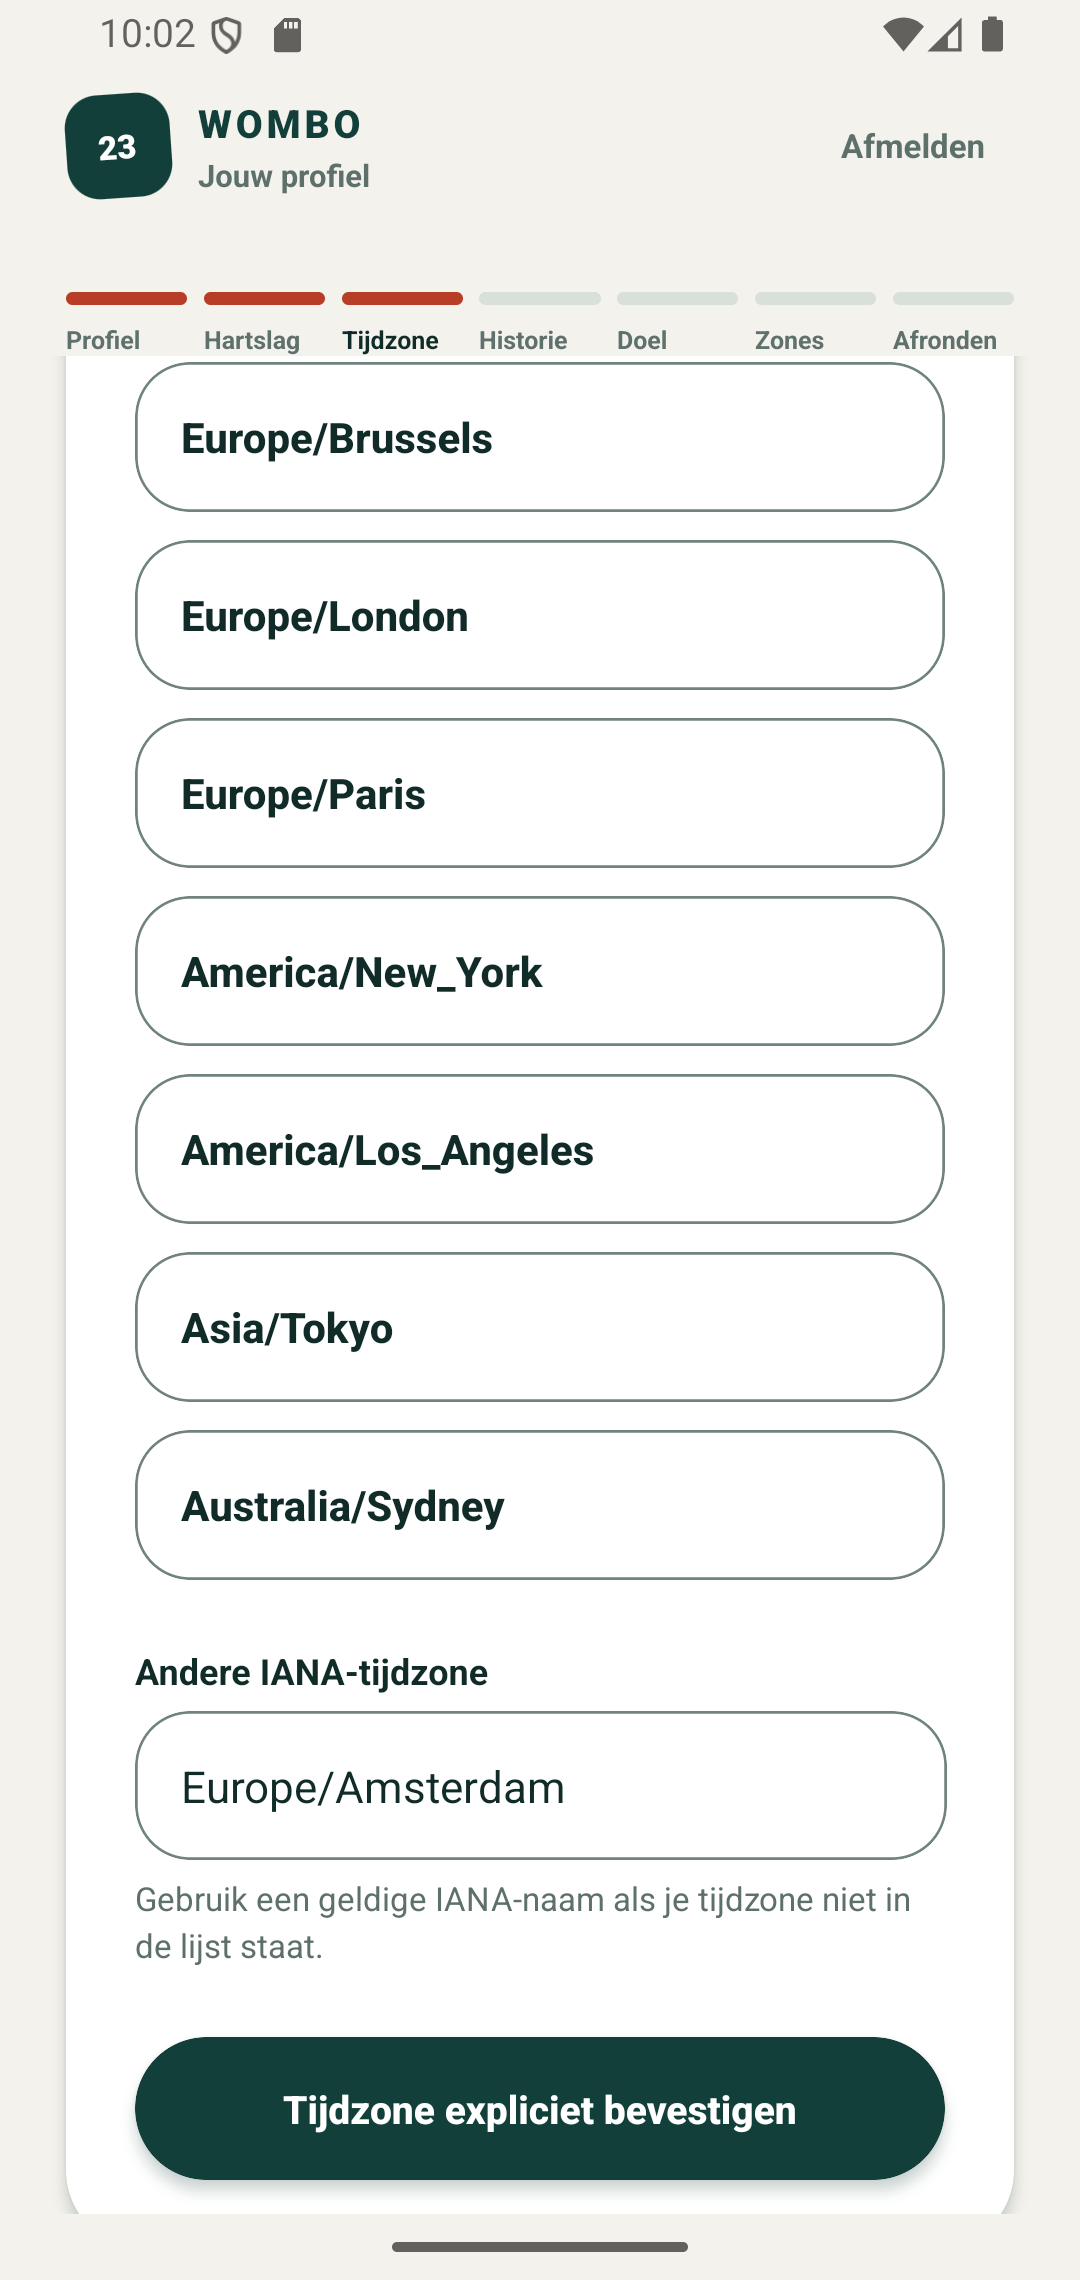 10:02
23
WOMBO
Jouw profiel
Afmelden
Profiel
Hartslag
Tijdzone
Historie
Doel
Zones
Afronden
Europe/Brussels
Europe/London
Europe/Paris
America/New_York
America/Los_Angeles
Asia/Tokyo
Australia/Sydney
Andere IANA-tijdzone
Europe/Amsterdam
Gebruik een geldige IANA-naam als je tijdzone niet in
de lijst staat.
Tijdzone expliciet bevestigen